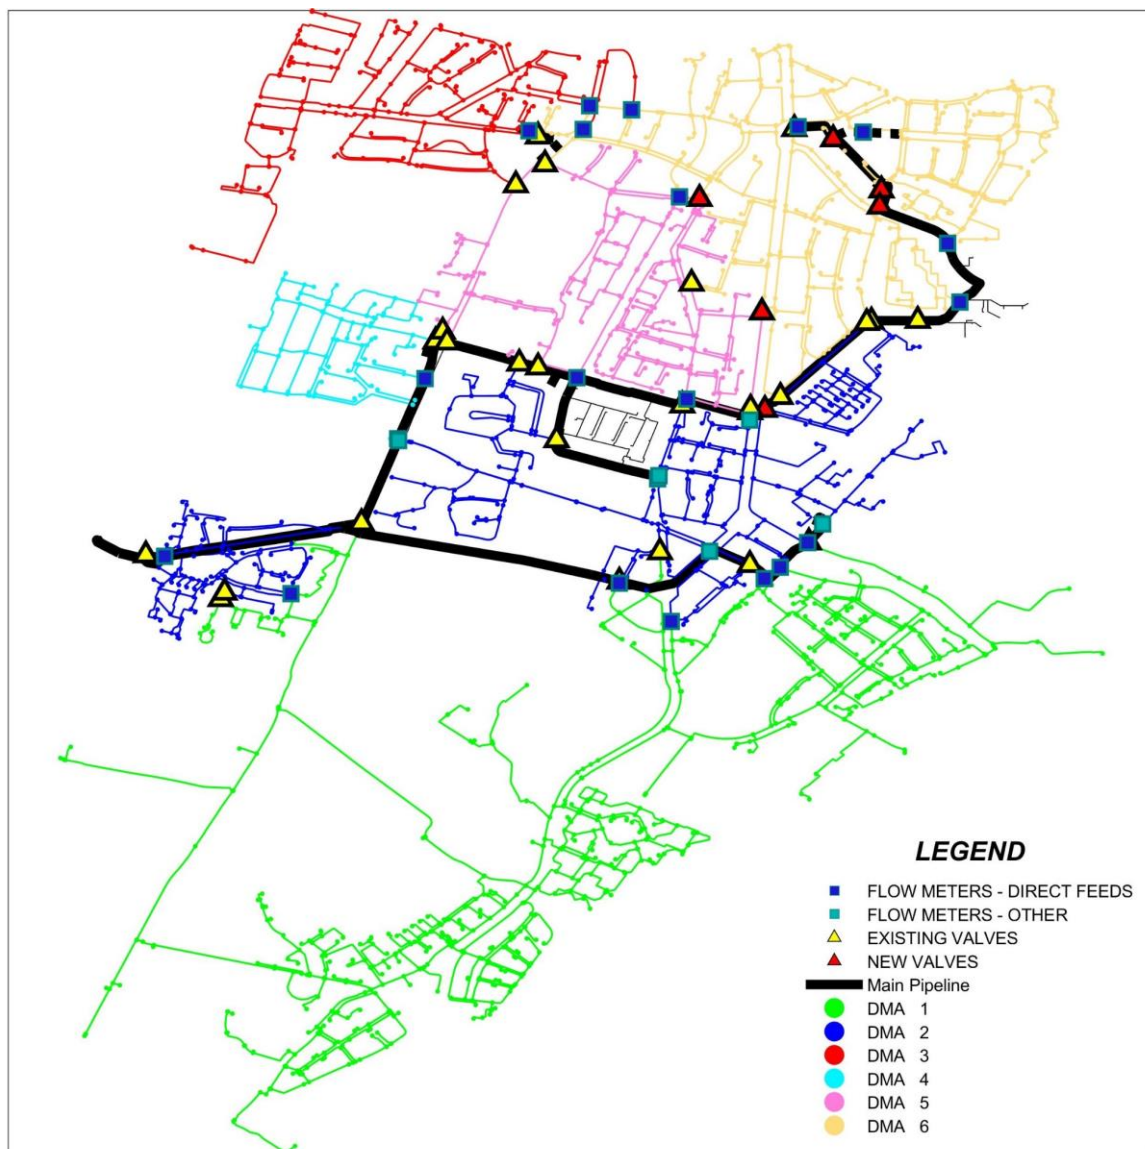 LEGEND
FLOW METERS - DIRECT FEEDS
FLOW METERS - OTHER
EXISTING VALVES
NEW VALVES
Main Pipeline
DMA 1
DMA 2
DMA 3
DMA 4
DMA 5
DMA 6